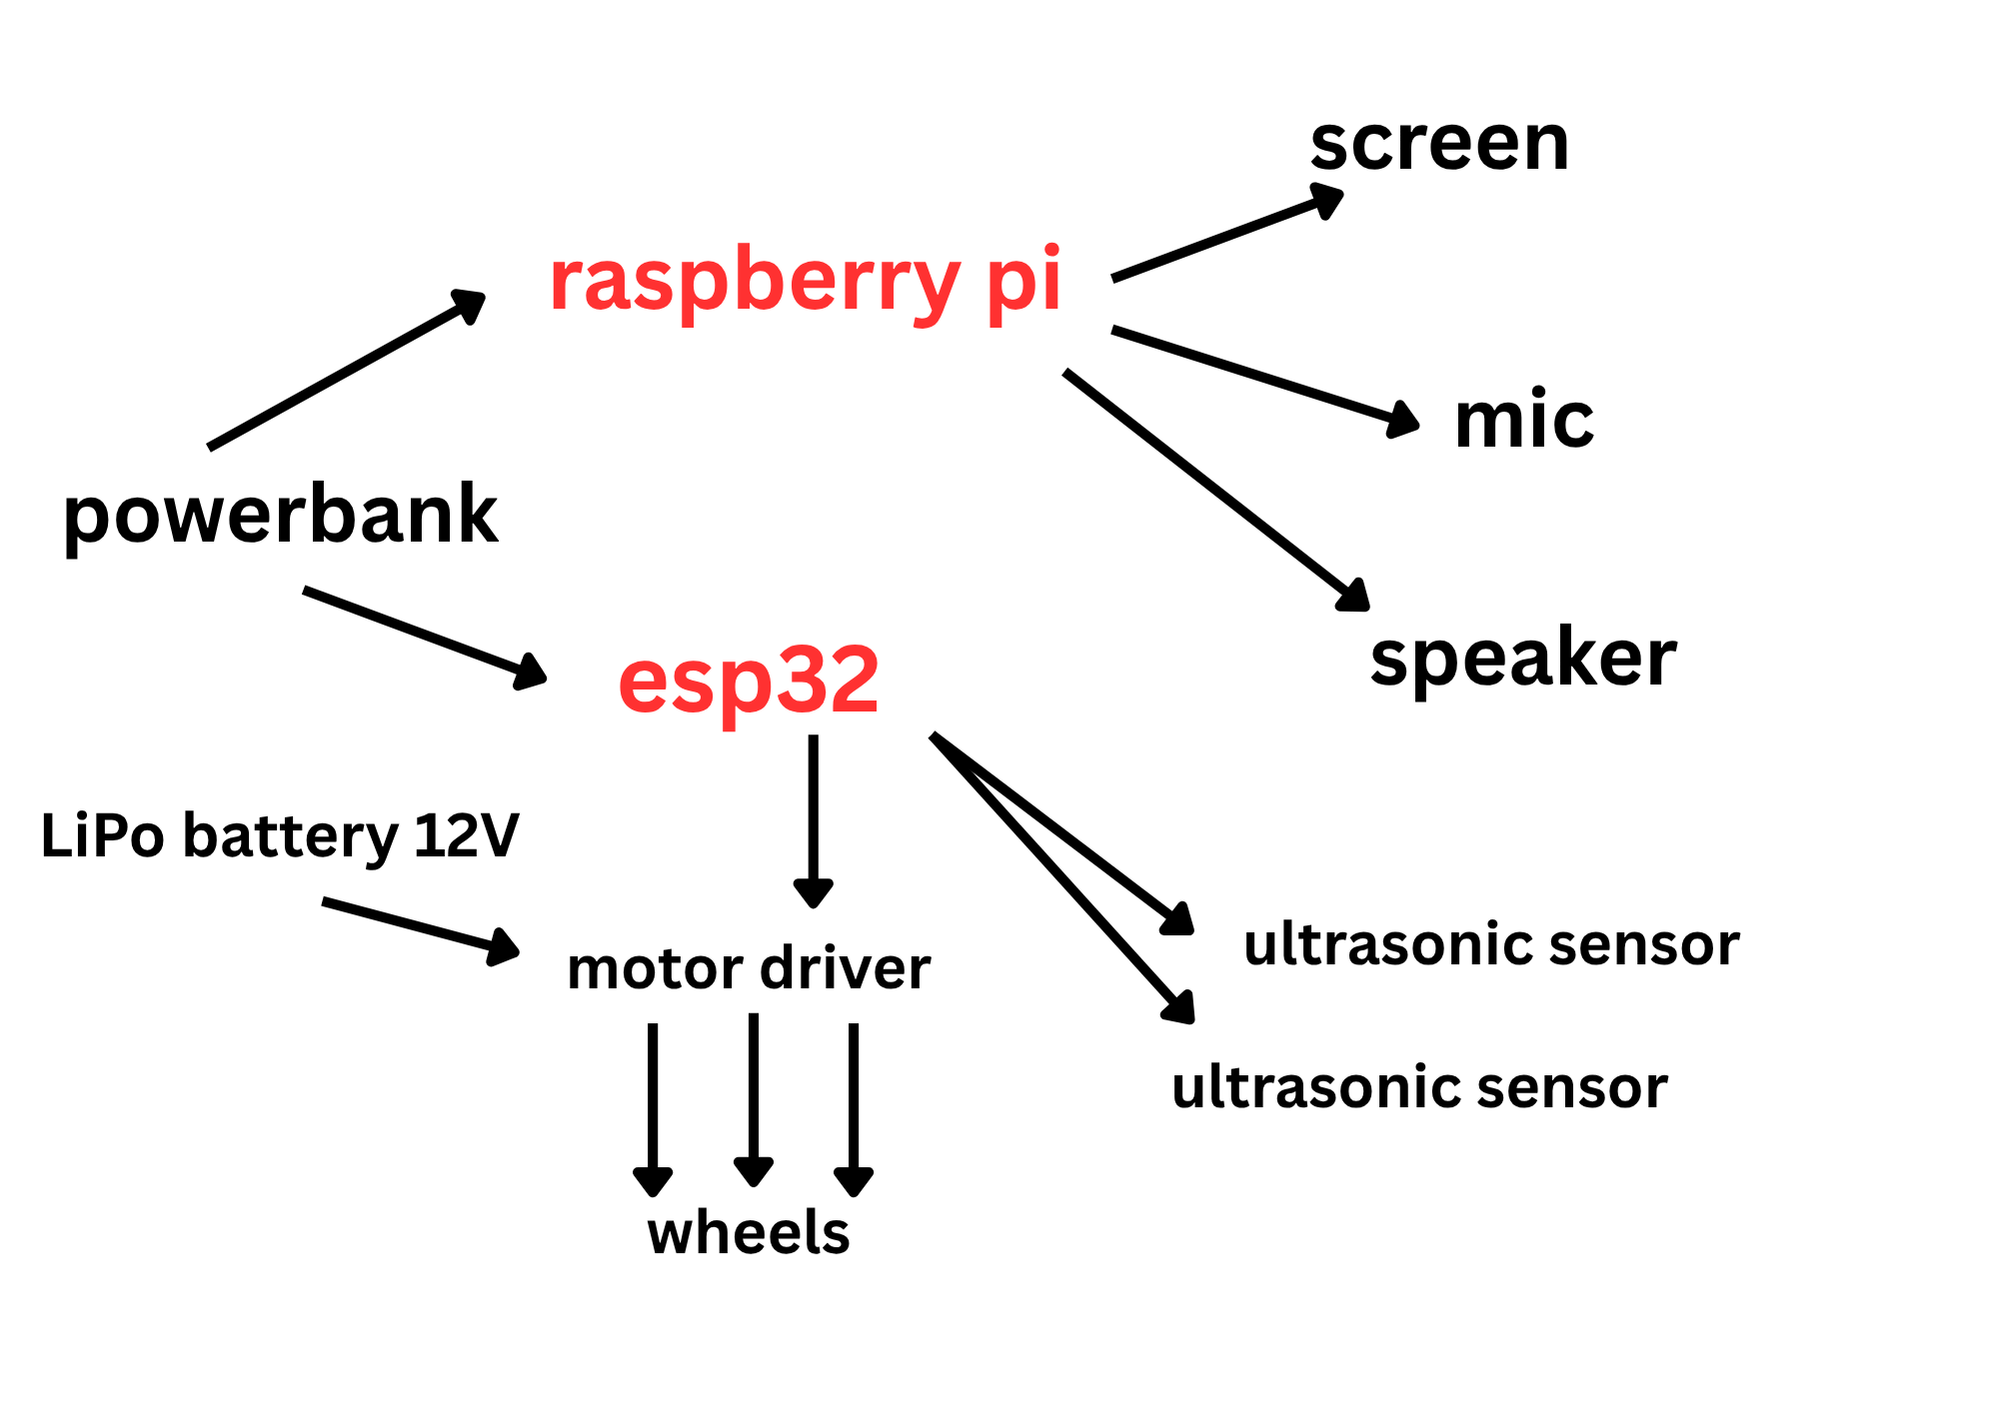 screen
raspberry pi
mic
powerbank
speaker
esp32
LiPo battery 12V
motor driver
ultrasonic sensor
ultrasonic sensor
wheels